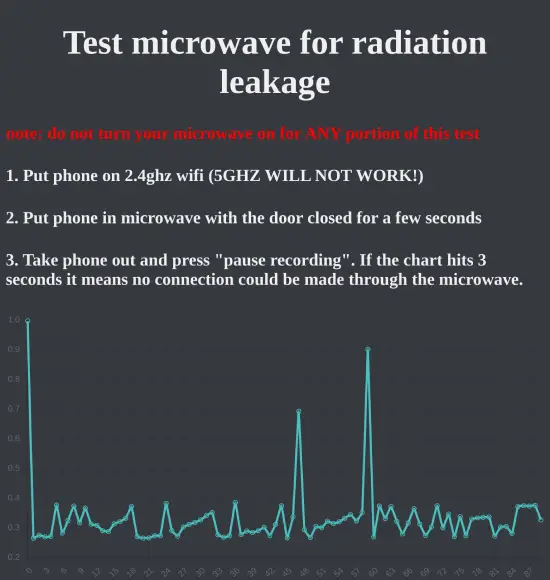 Test microwave for radiation
leakage
note: do not turn your microwave on for ANY portion of this test
1. Put phone on 2.4ghz wifi (5GHZ WILL NOT WORK!)
2. Put phone in microwave with the door closed for a few seconds
3. Take phone out and press "pause recording". If the chart hits 3
seconds it means no connection could be made through the microwave.
1.0
0.9
0.8
0.7
0.6
0.5
0.4
0.3
0.2
0 3 6 9 12 15 18 21 24 27 30 33 36 39 42 45 48 51 54 57 60 63 66 69 72 75 78 81 84 87